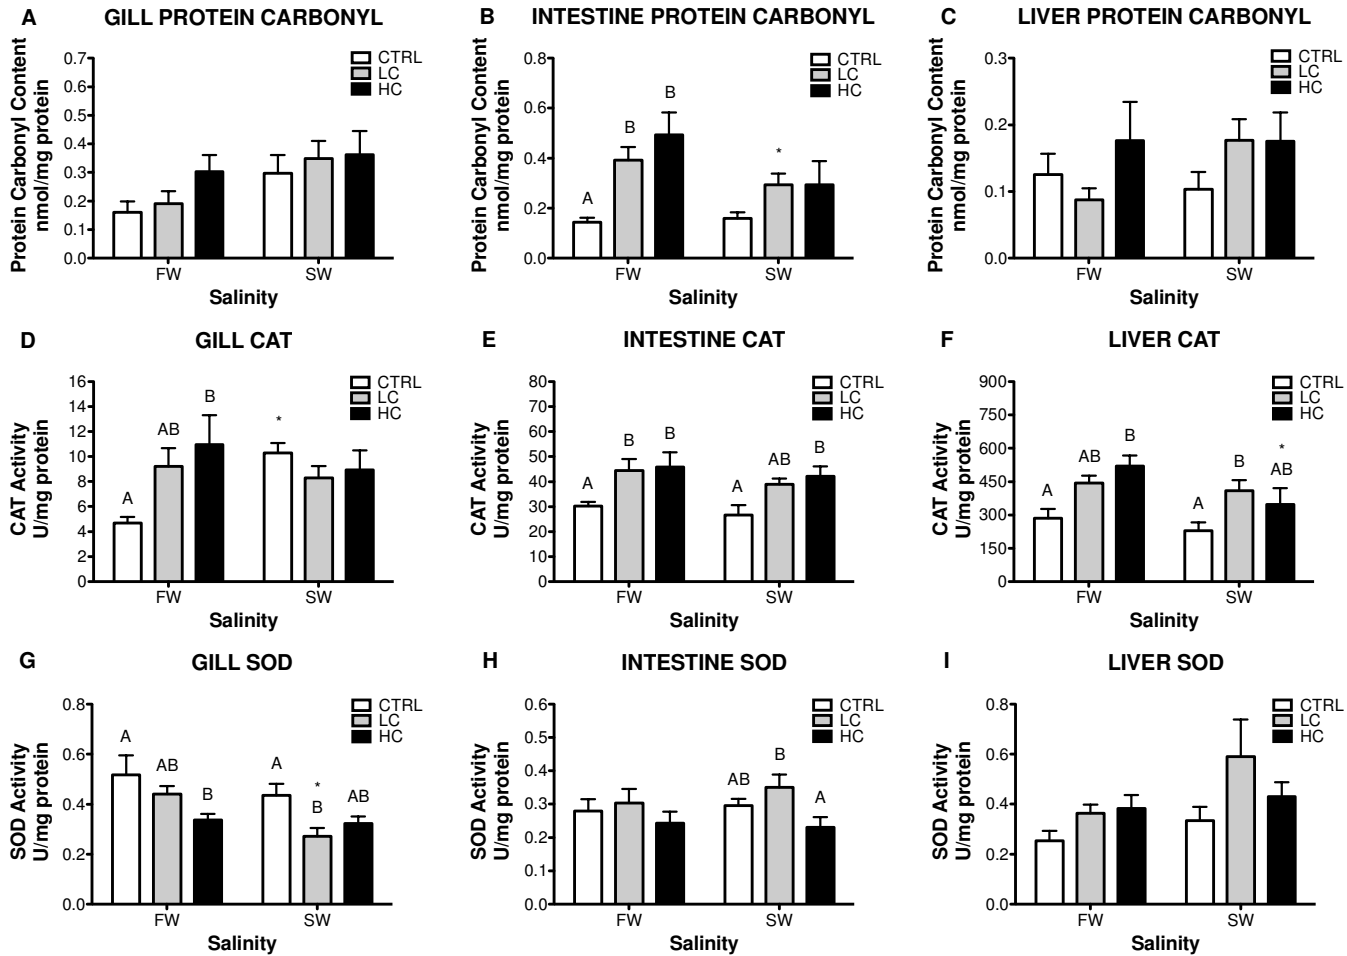 A GILL PROTEIN CARBONYL
Protein Carbonyl Content
nmol/mg protein
0.7
0.6
0.5
0.4
0.3
0.2
0.1
0.0
CTRL
LC
HC
FW SW
Salinity
B INTESTINE PROTEIN CARBONYL
Protein Carbonyl Content
nmol/mg protein
0.8
0.6
0.4
0.2
0.0
CTRL
LC
HC
A B B *
FW SW
Salinity
C LIVER PROTEIN CARBONYL
Protein Carbonyl Content
nmol/mg protein
0.3
0.2
0.1
0.0
CTRL
LC
HC
FW SW
Salinity
D GILL CAT
CAT Activity
U/mg protein
16
14
12
10
8
6
4
2
0
CTRL
LC
HC
A AB B *
FW SW
Salinity
E INTESTINE CAT
CAT Activity
U/mg protein
80
70
60
50
40
30
20
10
0
CTRL
LC
HC
A B B A AB B
FW SW
Salinity
F LIVER CAT
CAT Activity
U/mg protein
900
750
600
450
300
150
0
CTRL
LC
HC
*
A AB B A B AB
FW SW
Salinity
G GILL SOD
SOD Activity
U/mg protein
0.8
0.6
0.4
0.2
0.0
CTRL
LC
HC
*
A AB B A B AB
FW SW
Salinity
H INTESTINE SOD
SOD Activity
U/mg protein
0.6
0.5
0.4
0.3
0.2
0.1
0.0
CTRL
LC
HC
AB B A
FW SW
Salinity
I LIVER SOD
SOD Activity
U/mg protein
0.8
0.6
0.4
0.2
0.0
CTRL
LC
HC
FW SW
Salinity